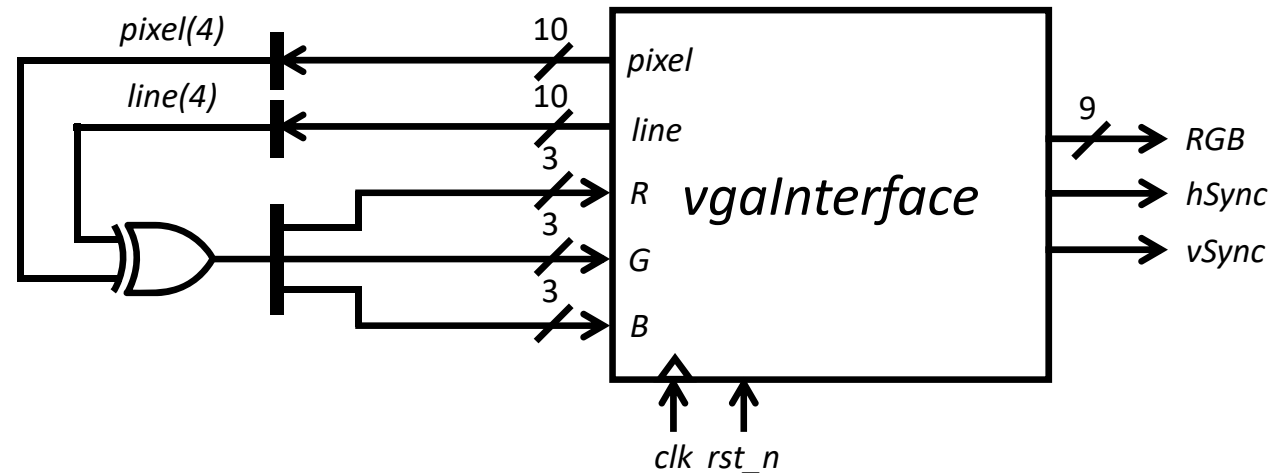 pixel(4)
10
pixel
line(4)
10
line
9
RGB
3
R
vgaInterface
hSync
3
G
vSync
3
B
clk rst_n